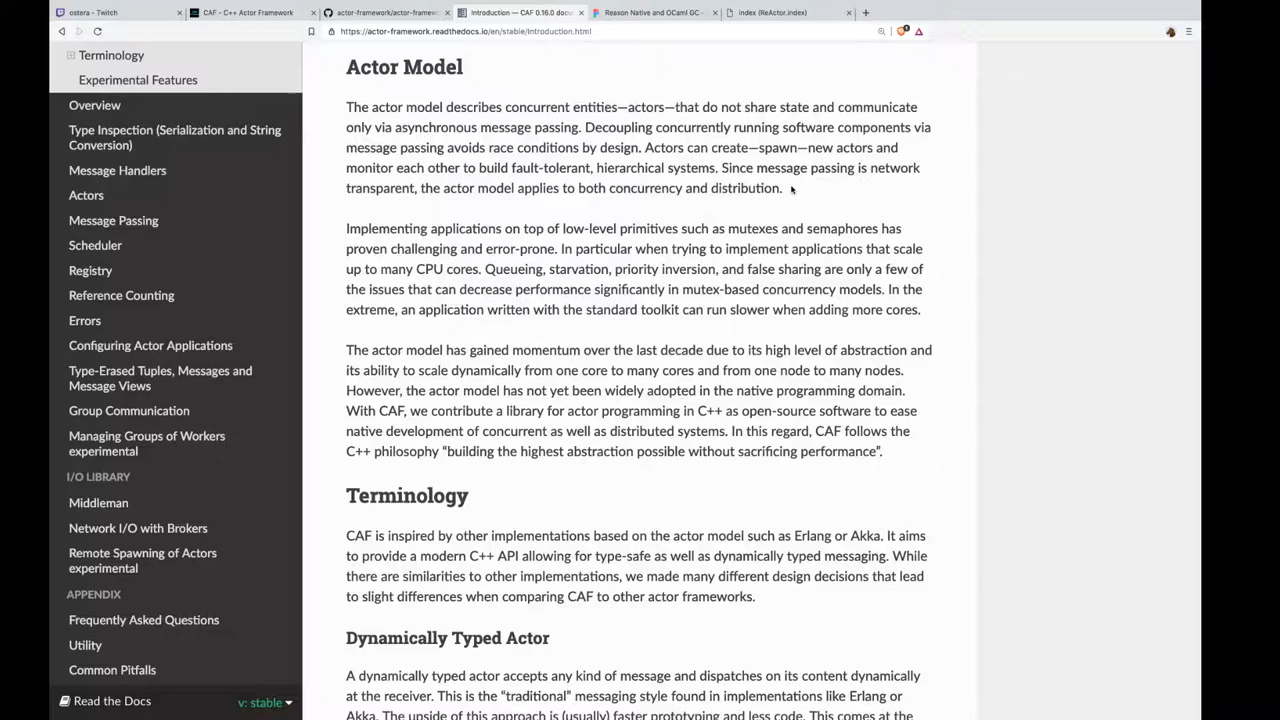 ostera - Twitch
CAF - C++ Actor Framework
actor-framework/actor-framew
Introduction — CAF 0.16.0 docu
Reason Native and OCaml GC -
index (ReActor.index)
https://actor-framework.readthedocs.io/en/stable/Introduction.html
Terminology
Experimental Features
Overview
Type Inspection (Serialization and String
Conversion)
Message Handlers
Actors
Message Passing
Scheduler
Registry
Reference Counting
Errors
Configuring Actor Applications
Type-Erased Tuples, Messages and
Message Views
Group Communication
Managing Groups of Workers
experimental
I/O LIBRARY
Middleman
Network I/O with Brokers
Remote Spawning of Actors
experimental
APPENDIX
Frequently Asked Questions
Utility
Common Pitfalls
Read the Docs
v: stable
Actor Model
The actor model describes concurrent entities—actors—that do not share state and communicate
only via asynchronous message passing. Decoupling concurrently running software components via
message passing avoids race conditions by design. Actors can create—spawn—new actors and
monitor each other to build fault-tolerant, hierarchical systems. Since message passing is network
transparent, the actor model applies to both concurrency and distribution.
Implementing applications on top of low-level primitives such as mutexes and semaphores has
proven challenging and error-prone. In particular when trying to implement applications that scale
up to many CPU cores. Queueing, starvation, priority inversion, and false sharing are only a few of
the issues that can decrease performance significantly in mutex-based concurrency models. In the
extreme, an application written with the standard toolkit can run slower when adding more cores.
The actor model has gained momentum over the last decade due to its high level of abstraction and
its ability to scale dynamically from one core to many cores and from one node to many nodes.
However, the actor model has not yet been widely adopted in the native programming domain.
With CAF, we contribute a library for actor programming in C++ as open-source software to ease
native development of concurrent as well as distributed systems. In this regard, CAF follows the
C++ philosophy “building the highest abstraction possible without sacrificing performance”.
Terminology
CAF is inspired by other implementations based on the actor model such as Erlang or Akka. It aims
to provide a modern C++ API allowing for type-safe as well as dynamically typed messaging. While
there are similarities to other implementations, we made many different design decisions that lead
to slight differences when comparing CAF to other actor frameworks.
Dynamically Typed Actor
A dynamically typed actor accepts any kind of message and dispatches on its content dynamically
at the receiver. This is the “traditional” messaging style found in implementations like Erlang or
Akka. The upside of this approach is (usually) faster prototyping and less code. This comes at the